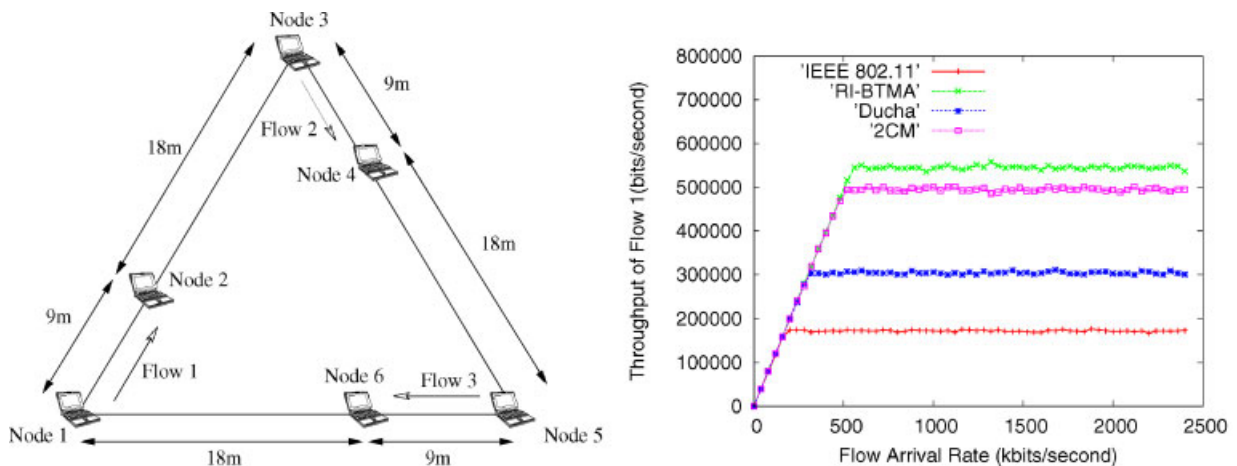 Node 3
9m
Flow 2
18m
Node 4
18m
Node 2
9m
Flow 1
Node 6
Flow 3
Node 1
Node 5
18m
9m
800000
700000
600000
500000
400000
300000
200000
100000
0
Throughput of Flow 1 (bits/second)
'IEEE 802.11'
'RI-BTMA'
'Ducha'
'2CM'
0 500 1000 1500 2000 2500
Flow Arrival Rate (kbits/second)